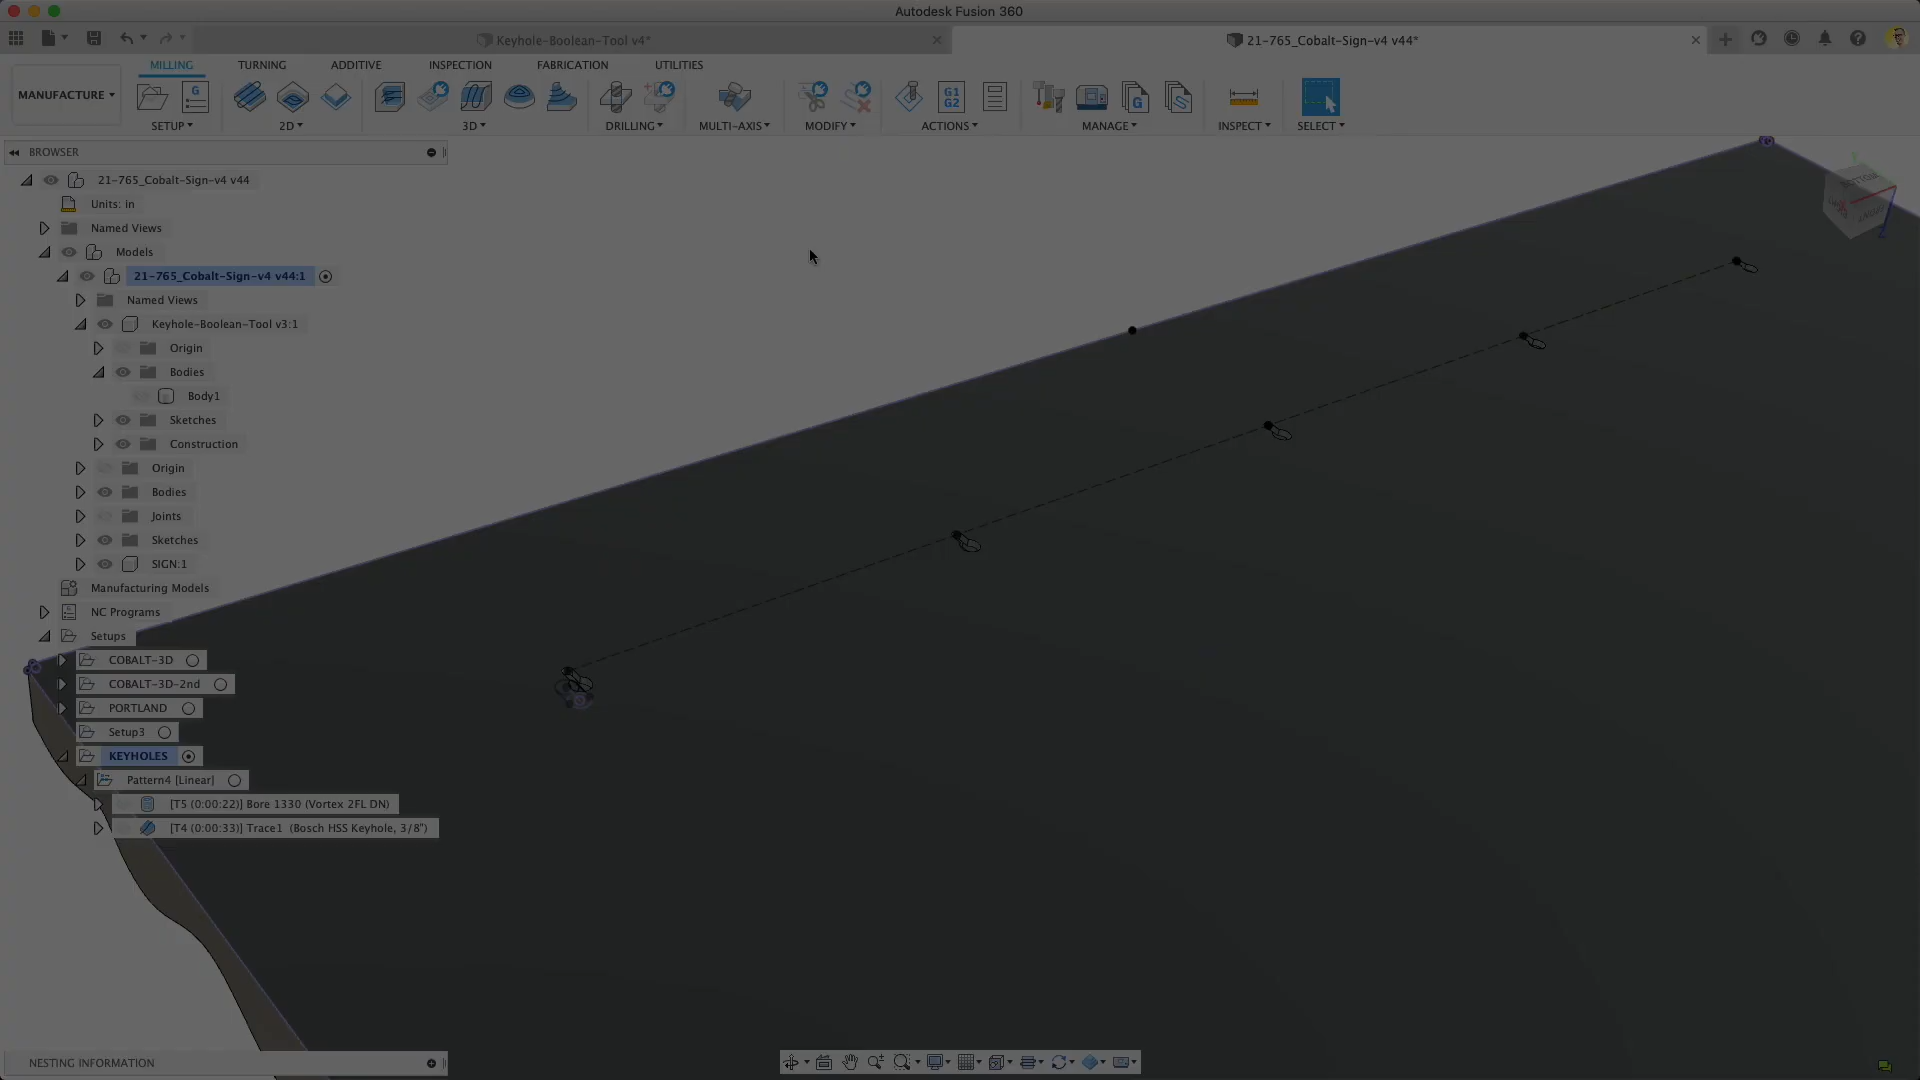 Autodesk Fusion 360
Keyhole-Boolean-Tool v4*
21-765_Cobalt-Sign-v4 v44*
MILLING
TURNING
ADDITIVE
INSPECTION
FABRICATION
UTILITIES
MANUFACTURE
G
G1
G2
G
SETUP
2D
3D
DRILLING
MULTI-AXIS
MODIFY
ACTIONS
MANAGE
INSPECT
SELECT
BROWSER
21-765_Cobalt-Sign-v4 v44
Units: in
Named Views
Models
21-765_Cobalt-Sign-v4 v44:1
Named Views
Keyhole-Boolean-Tool v3:1
Origin
Bodies
Body1
Sketches
Construction
Origin
Bodies
Joints
Sketches
SIGN:1
Manufacturing Models
NC Programs
Setups
COBALT-3D
COBALT-3D-2nd
PORTLAND
Setup3
KEYHOLES
Pattern4 [Linear]
[T5 (0:00:22)] Bore 1330 (Vortex 2FL DN)
[T4 (0:00:33)] Trace1 (Bosch HSS Keyhole, 3/8")
NESTING INFORMATION